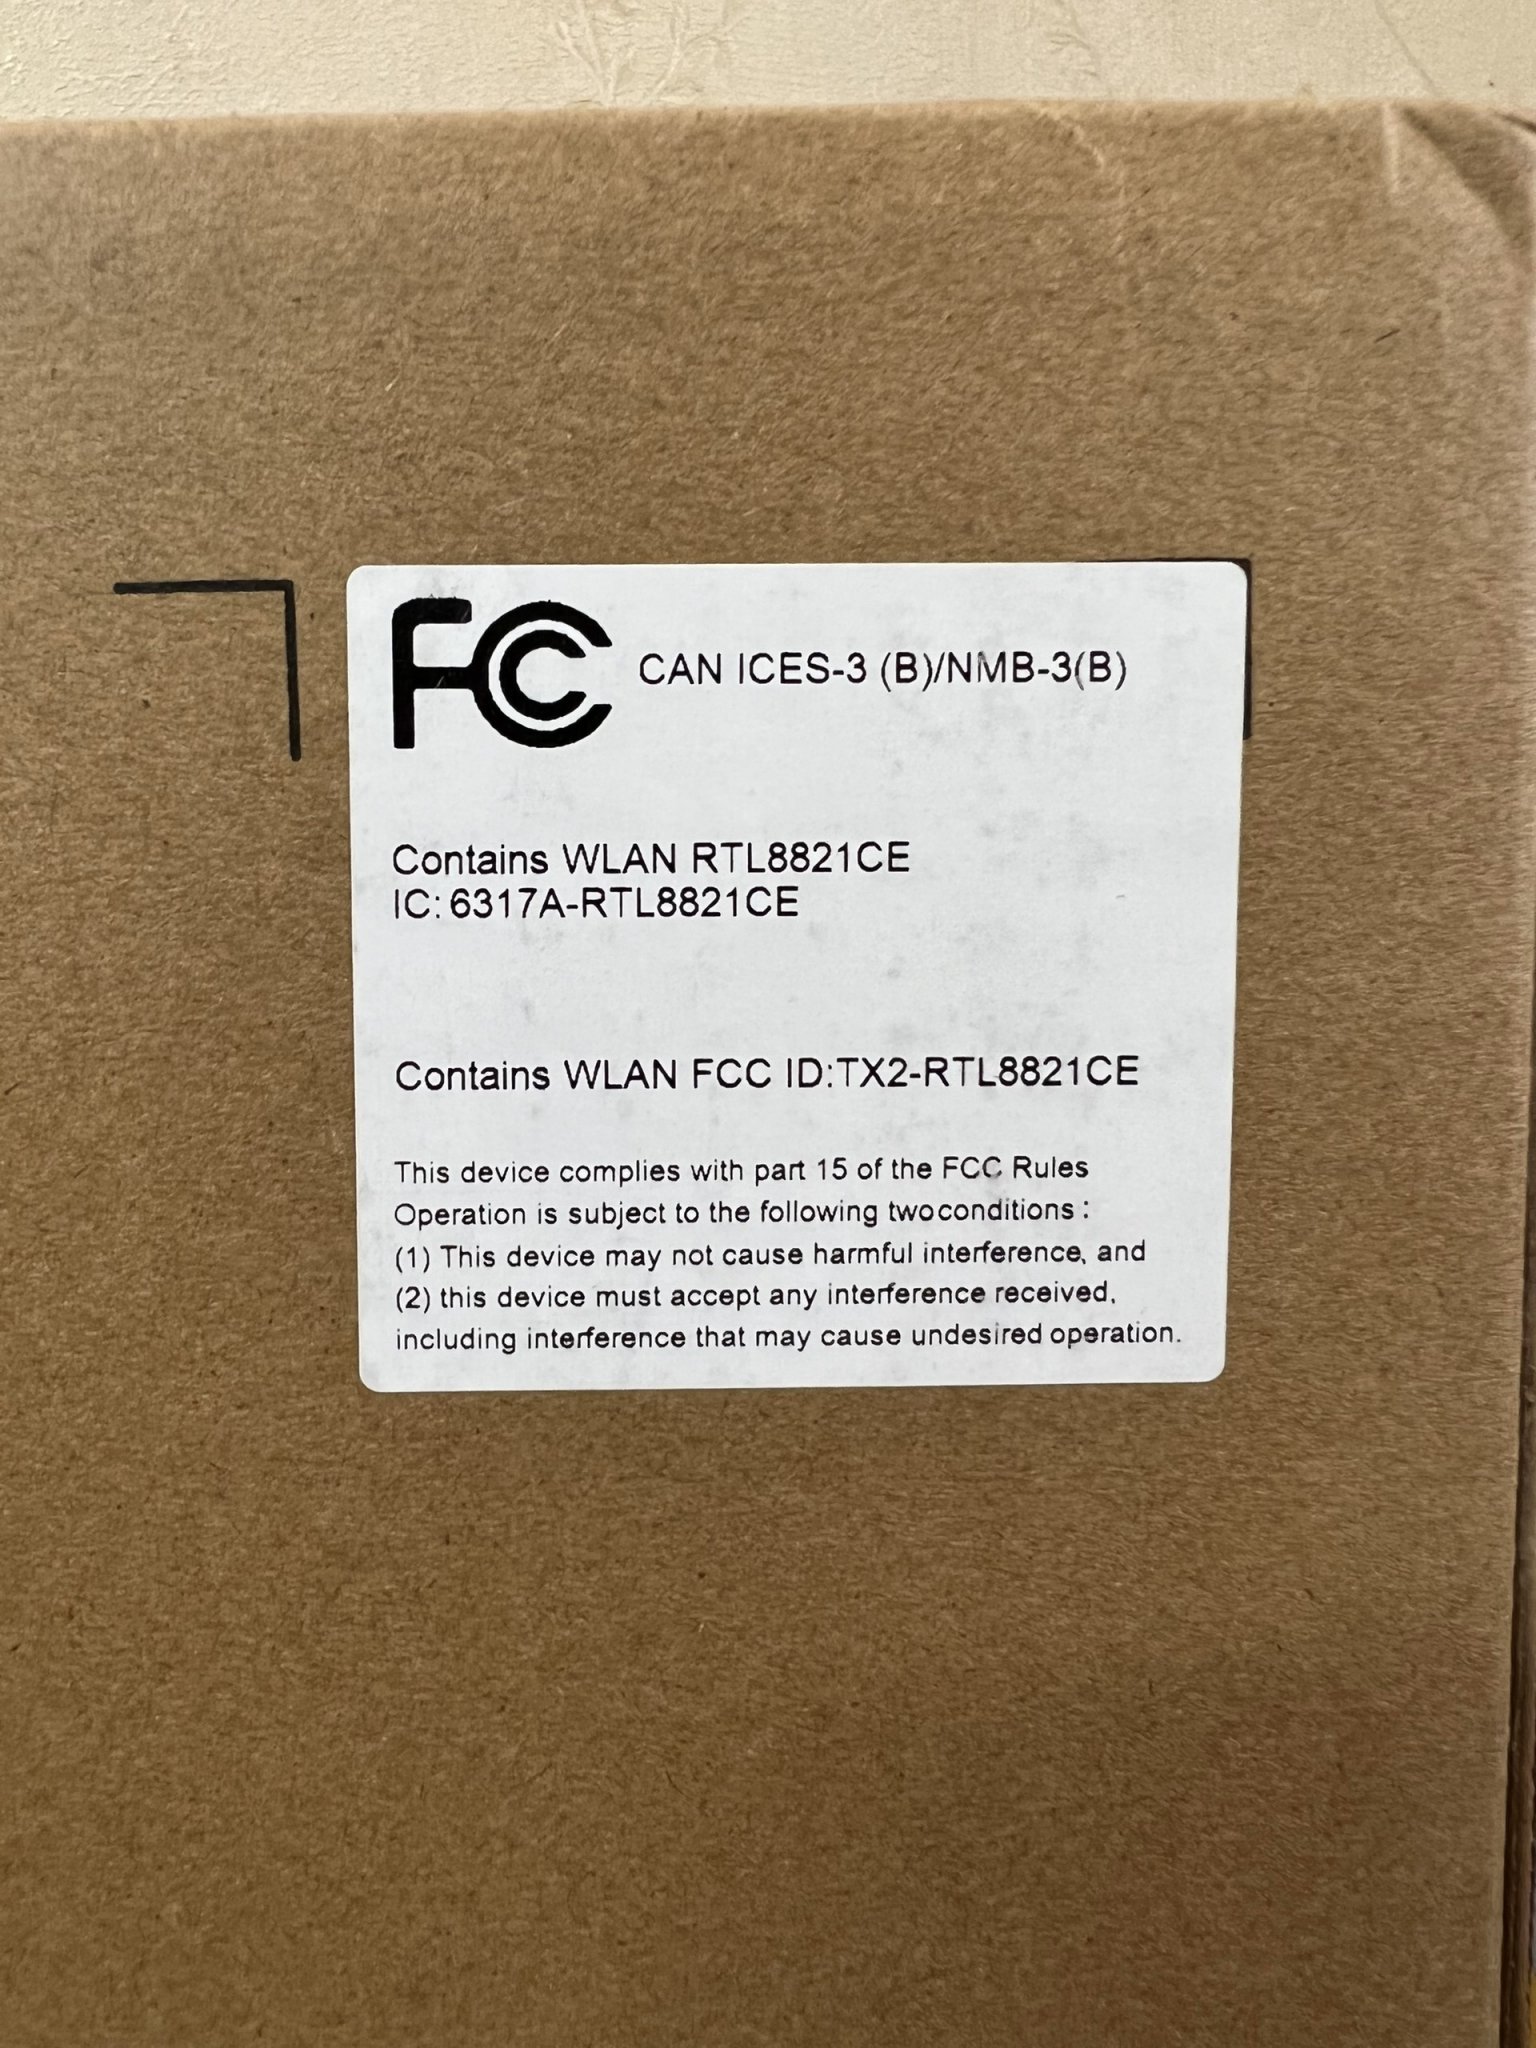 FCC CAN ICES-3 (B)/NMB-3(B)
Contains WLAN RTL8821CE
IC: 6317A-RTL8821CE
Contains WLAN FCC ID:TX2-RTL8821CE
This device complies with part 15 of the FCC Rules
Operation is subject to the following twoconditions :
(1) This device may not cause harmful interference, and
(2) this device must accept any interference received,
including interference that may cause undesired operation.